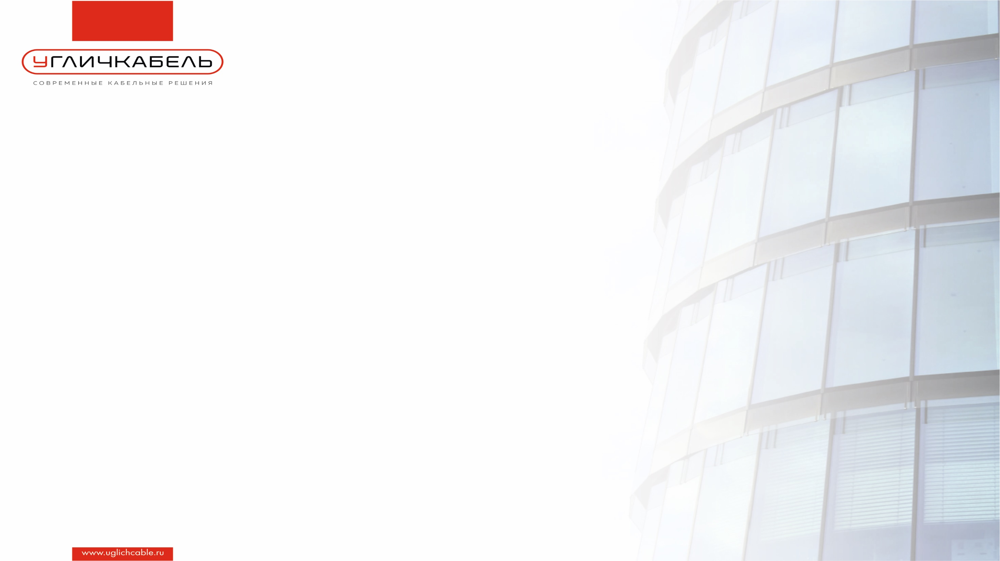 УГЛИЧКАБЕЛЬ
СОВРЕМЕННЫЕ КАБЕЛЬНЫЕ РЕШЕНИЯ
www.uglichcable.ru